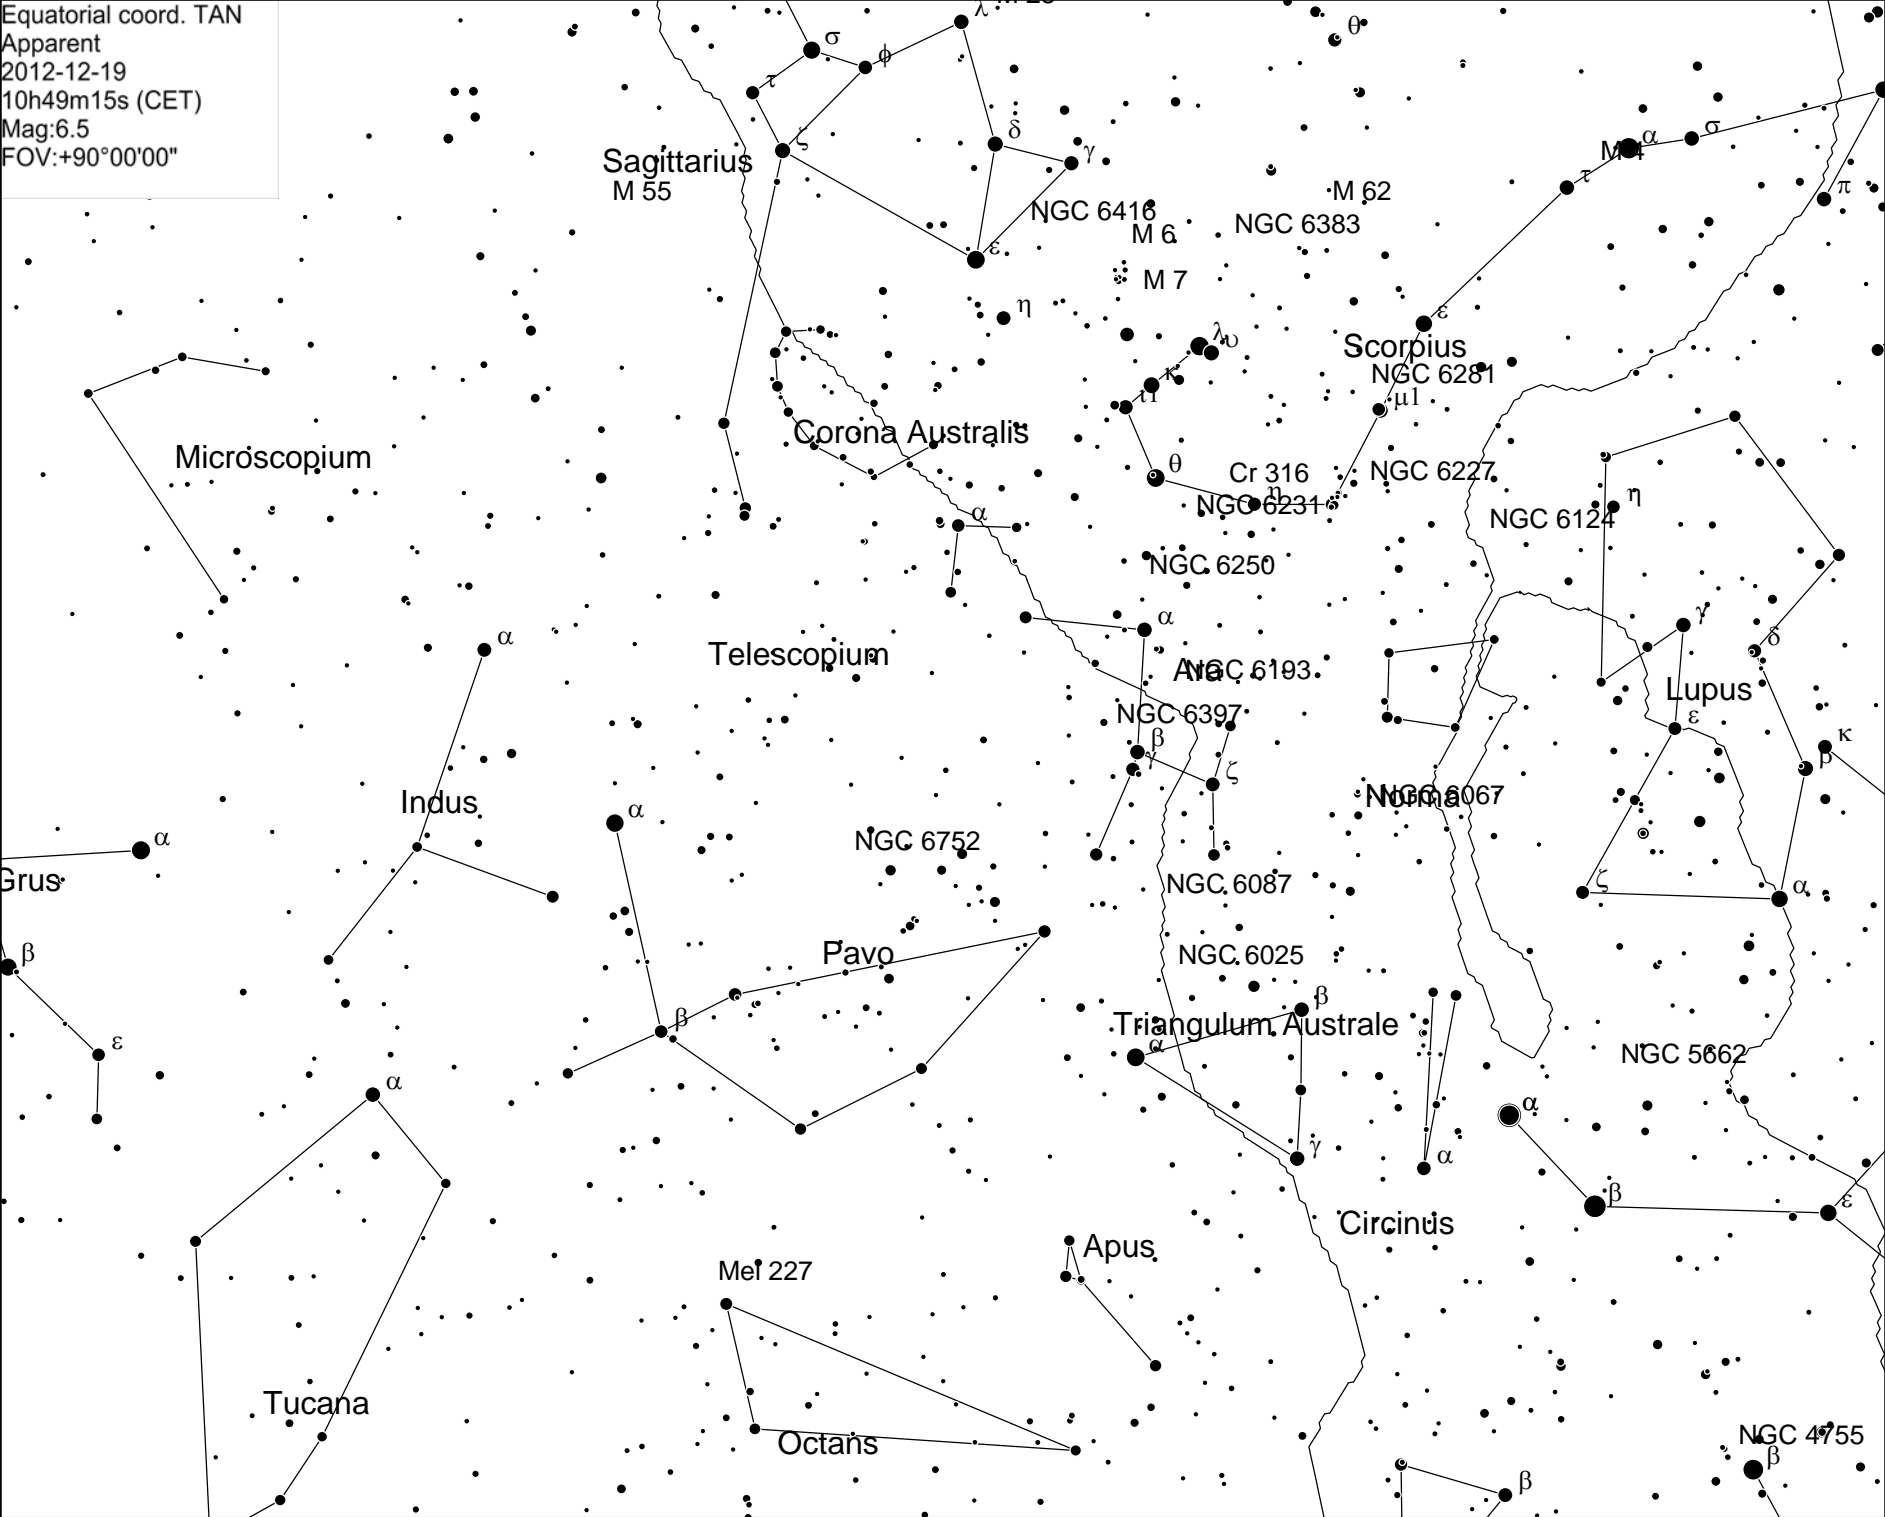 Equatorial coord. TAN
Apparent
2012-12-19
10h49m15s (CET)
Mag:6.5
FOV:+90°00'00"
λ
θ
σ
φ
τ
δ
ζ
γ
Sagittarius
M 55
α
σ
M 4
τ
π
M 62
NGC 6416
NGC 6383
M 6
ε
M 7
η
ε
λ
υ
Scorpius
κ
NGC 6281
ι1
μ1
Corona Australis
Microscopium
θ
Cr 316
NGC 6227
η
NGC 6231
η
NGC 6124
α
NGC 6250
α
γ
α
δ
Telescopium
Ara
NGC 6193
Lupus
NGC 6397
ε
β
κ
γ
β
ζ
Indus
Norma
NGC 6067
α
α
NGC 6752
Grus
NGC 6087
ζ
α
β
Pavo
NGC 6025
β
β
Triangulum Australe
ε
α
NGC 5662
α
α
γ
α
β
ε
Circinus
Apus
Mel 227
Tucana
Octans
NGC 4755
β
β